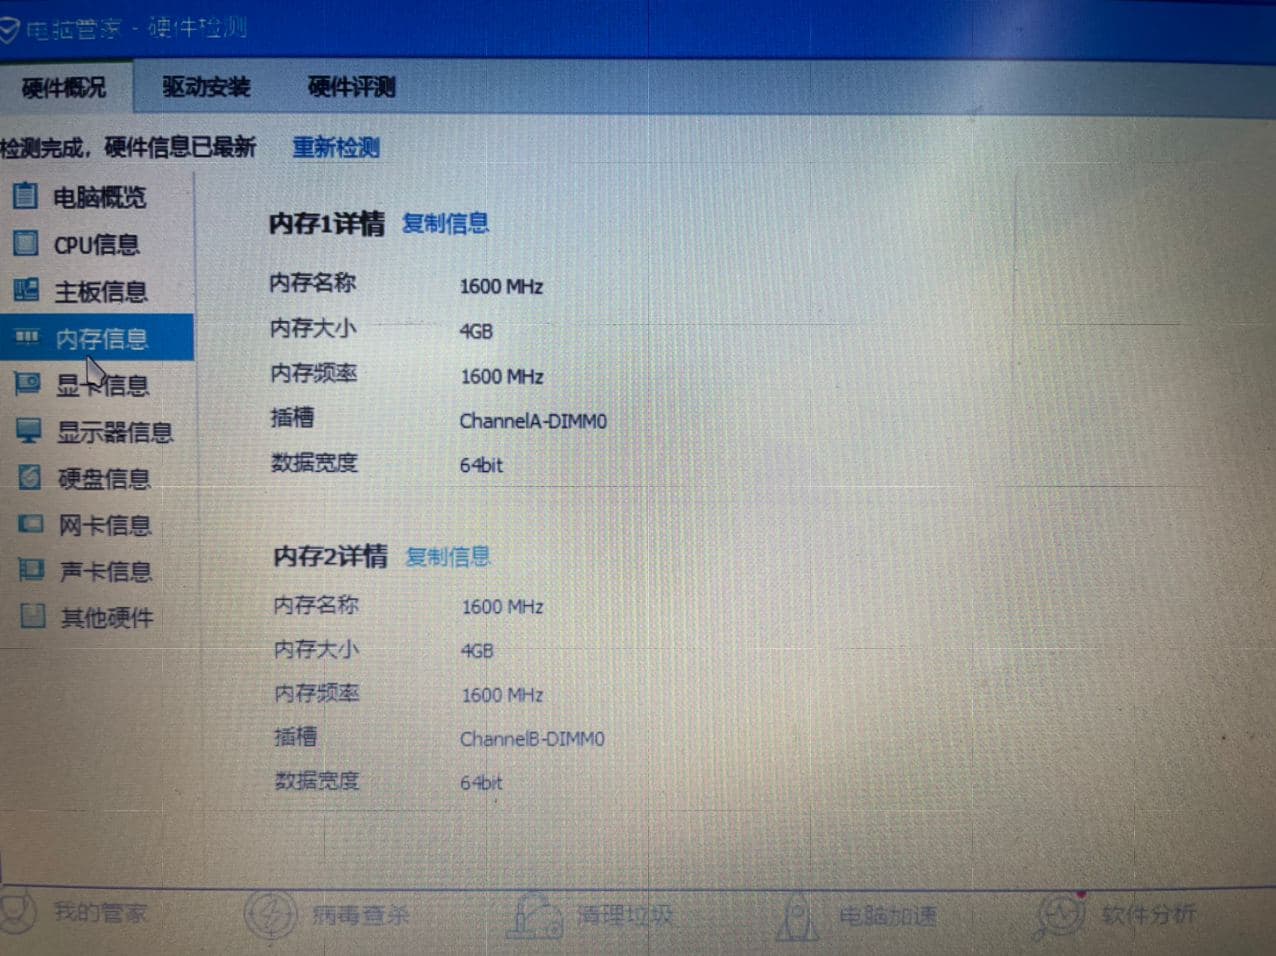 电脑管家 - 硬件检测
硬件概况 驱动安装 硬件评测
检测完成，硬件信息已最新 重新检测
电脑概览
CPU信息
主板信息
内存信息
显卡信息
显示器信息
硬盘信息
网卡信息
声卡信息
其他硬件
内存1详情 复制信息
内存名称 1600 MHz
内存大小 4GB
内存频率 1600 MHz
插槽 ChannelA-DIMM0
数据宽度 64bit
内存2详情 复制信息
内存名称 1600 MHz
内存大小 4GB
内存频率 1600 MHz
插槽 ChannelB-DIMM0
数据宽度 64bit
我的管家 病毒查杀 清理垃圾 电脑加速 软件分析